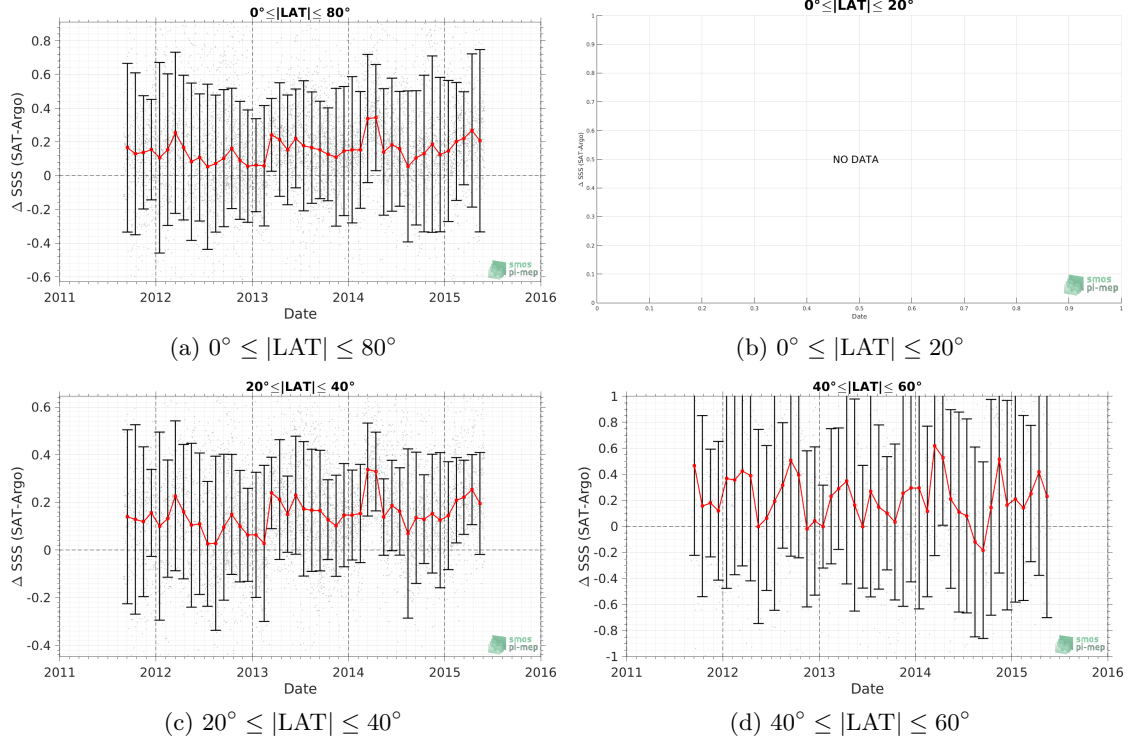 0°≤|LAT|≤ 80°
0.8
0.6
0.4
0.2
0
-0.2
-0.4
-0.6
Δ SSS (SAT-Argo)
2011 2012 2013 2014 2015 2016
Date
smos
pi-mep
(a) 0° ≤ |LAT| ≤ 80°
0°≤|LAT|≤ 20°
1
0.9
0.8
0.7
0.6
0.5
0.4
0.3
0.2
0.1
0
Δ SSS (SAT-Argo)
NO DATA
0 0.1 0.2 0.3 0.4 0.5 0.6 0.7 0.8 0.9 1
Date
smos
pi-mep
(b) 0° ≤ |LAT| ≤ 20°
20°≤|LAT|≤ 40°
0.6
0.4
0.2
0
-0.2
-0.4
Δ SSS (SAT-Argo)
2011 2012 2013 2014 2015 2016
Date
smos
pi-mep
(c) 20° ≤ |LAT| ≤ 40°
40°≤|LAT|≤ 60°
1
0.8
0.6
0.4
0.2
0
-0.2
-0.4
-0.6
-0.8
-1
Δ SSS (SAT-Argo)
2011 2012 2013 2014 2015 2016
Date
smos
pi-mep
(d) 40° ≤ |LAT| ≤ 60°